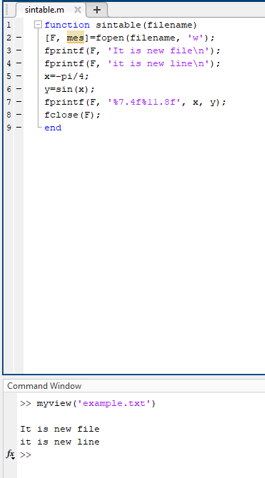 sintable.m
1 function sintable(filename)
2 [F, mes]=fopen(filename, 'w');
3 fprintf(F, 'It is new file\n');
4 fprintf(F, 'it is new line\n');
5 x=-pi/4;
6 y=sin(x);
7 fprintf(F, '%7.4f%11.8f', x, y);
8 fclose(F);
9 end
Command Window
>> myview('example.txt')
It is new file
it is new line
fx >>